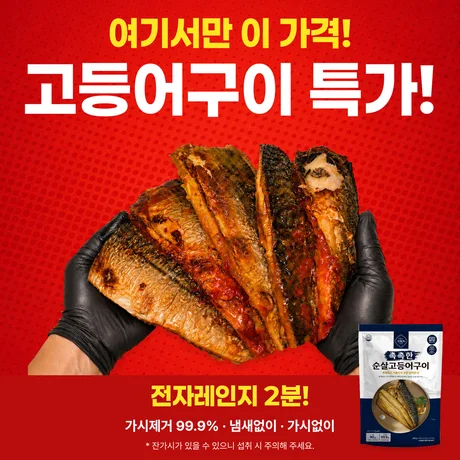 여기서만 이 가격!
고등어구이 특가!
촉촉한
순살고등어구이
전자레인지 2분!
가시제거 99.9% · 냄새없이 · 가시없이
* 잔가시가 있을 수 있으니 섭취 시 주의해 주세요.